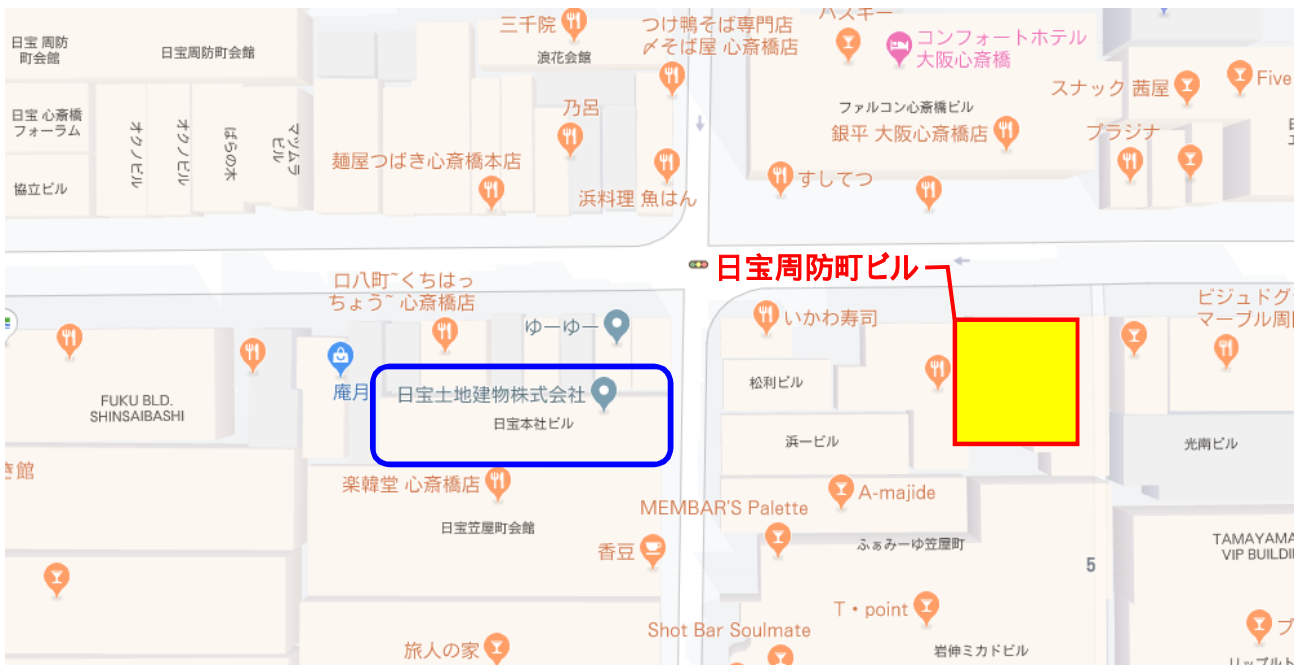 三千院
つけ鴨そば専門店
〆そば屋 心斎橋店
コンフォートホテル
大阪心斎橋
日宝 周防
町会館
日宝周防町会館
浪花会館
スナック 茜屋
Five
日宝 心斎橋
フォーラム
オクノビル
オクノビル
ばらの木
マツムラ
ビル
乃呂
ファルコン心斎橋ビル
銀平 大阪心斎橋店
ブラジナ
麺屋つばき心斎橋本店
協立ビル
浜料理 魚はん
すしてつ
日宝周防町ビル
口八町~くちはっ
ちょう~ 心斎橋店
ゆーゆー
いかわ寿司
ビジュドグ
マーブル周
庵月
日宝土地建物株式会社
日宝本社ビル
松利ビル
FUKU BLD.
SHINSAIBASHI
浜一ビル
光南ビル
き館
楽韓堂 心斎橋店
A-majide
MEMBAR'S Palette
日宝笠屋町会館
香豆
ふぁみーゆ笠屋町
TAMAYAMA
VIP BUILDI
5
T・point
Shot Bar Soulmate
旅人の家
岩伸ミカドビル
ブ